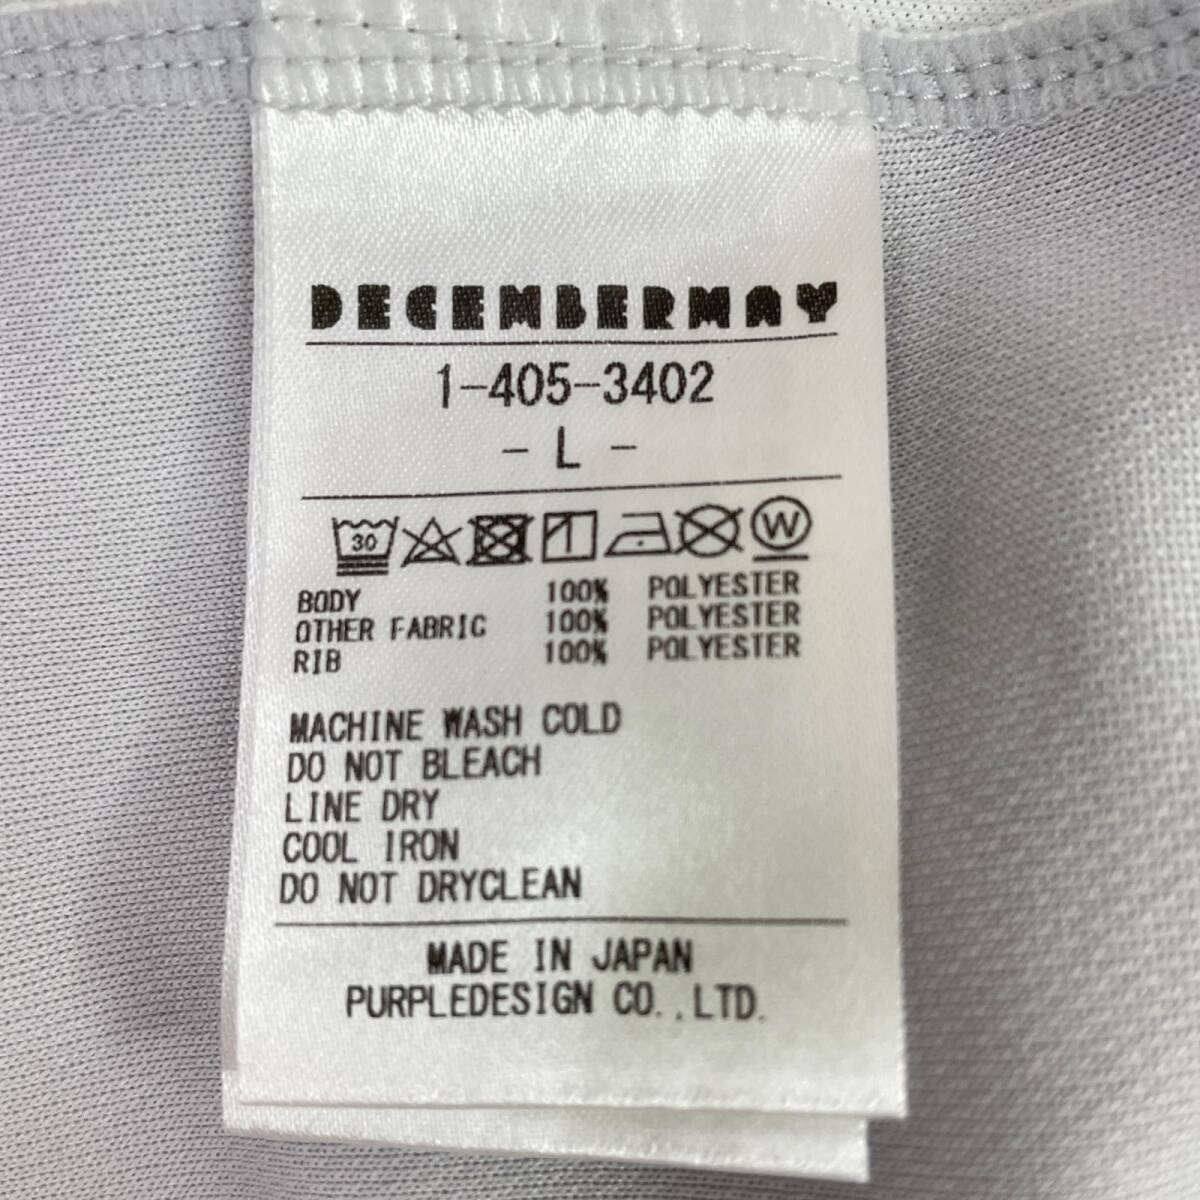 DECEMBERMAY
1-405-3402
- L -
30 W
BODY 100% POLYESTER
OTHER FABRIC 100% POLYESTER
RIB 100% POLYESTER
MACHINE WASH COLD
DO NOT BLEACH
LINE DRY
COOL IRON
DO NOT DRYCLEAN
MADE IN JAPAN
PURPLEDESIGN CO.,LTD.